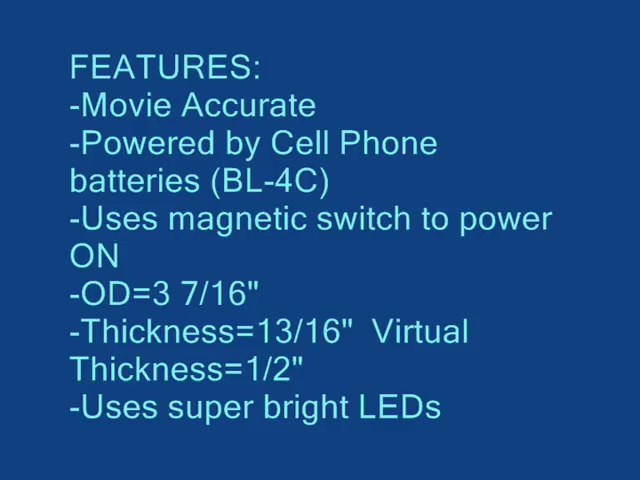 FEATURES:
-Movie Accurate
-Powered by Cell Phone
batteries (BL-4C)
-Uses magnetic switch to power
ON
-OD=3 7/16"
-Thickness=13/16"  Virtual
Thickness=1/2"
-Uses super bright LEDs